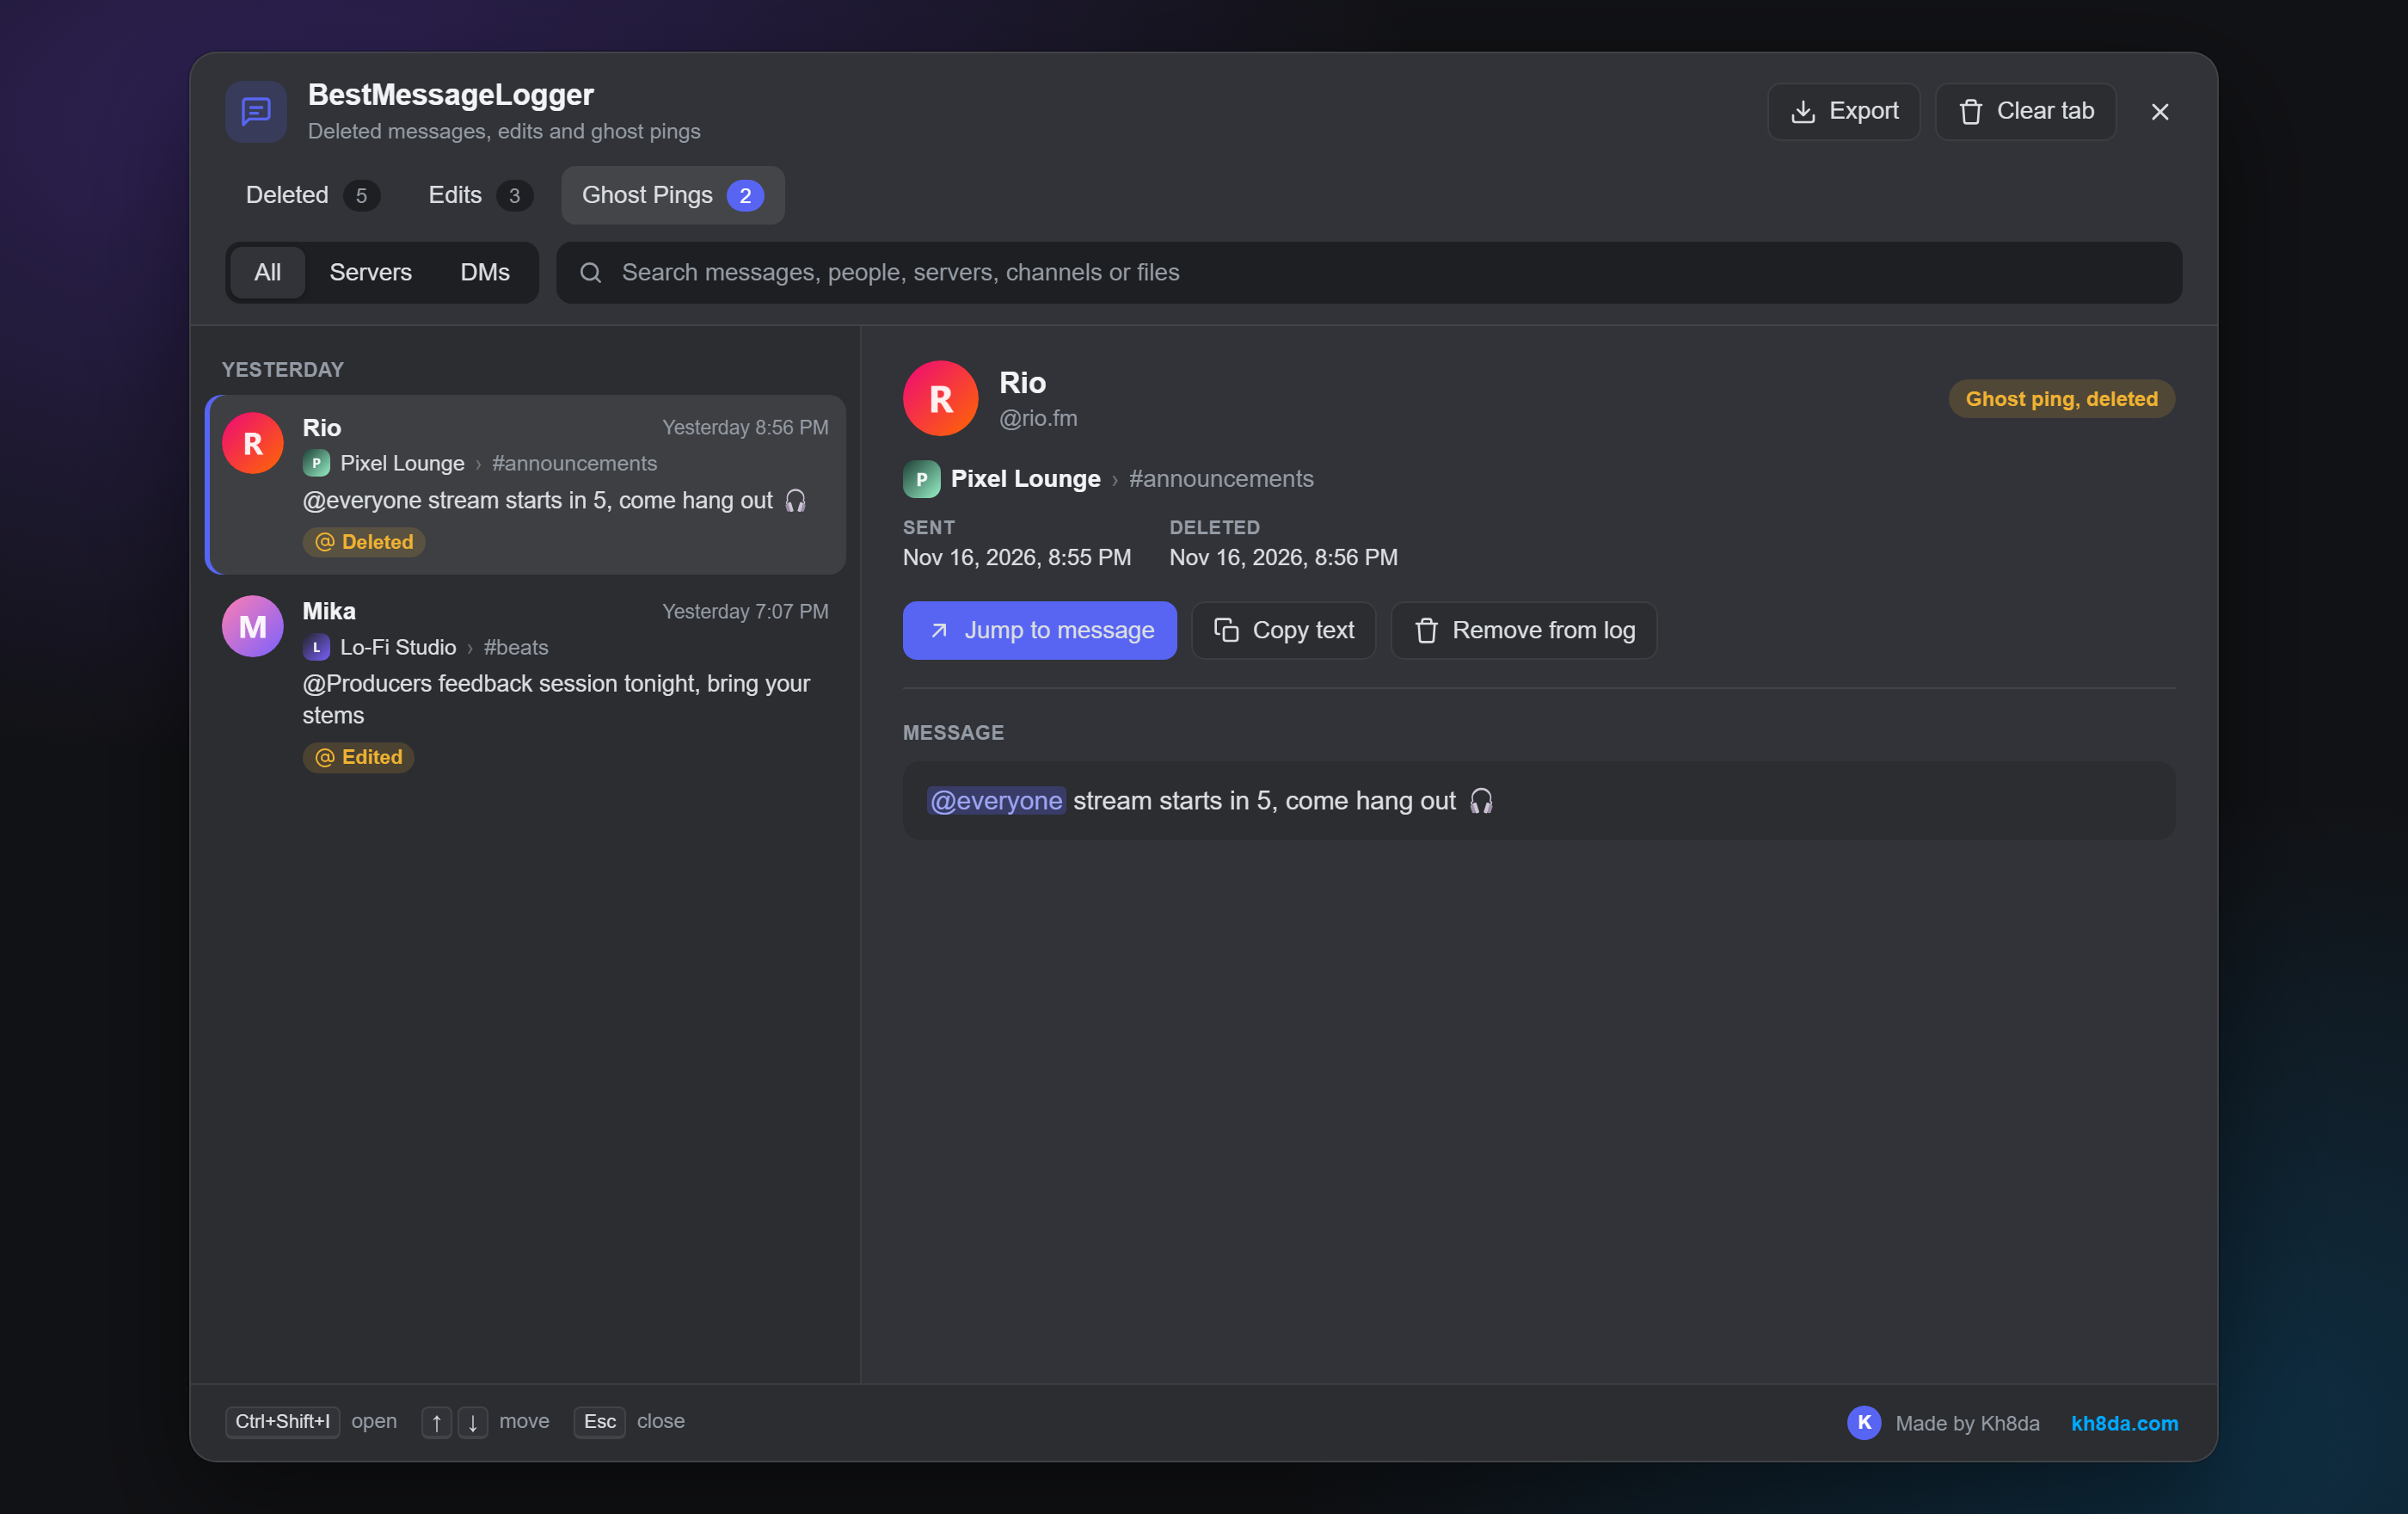 BestMessageLogger
Deleted messages, edits and ghost pings
Export
Clear tab
Deleted 5
Edits 3
Ghost Pings 2
All
Servers
DMs
Search messages, people, servers, channels or files
YESTERDAY
R
Rio
Yesterday 8:56 PM
P Pixel Lounge › #announcements
@everyone stream starts in 5, come hang out 🎧
@ Deleted
M
Mika
Yesterday 7:07 PM
L Lo-Fi Studio › #beats
@Producers feedback session tonight, bring your
stems
@ Edited
R
Rio
@rio.fm
Ghost ping, deleted
P Pixel Lounge › #announcements
SENT
Nov 16, 2026, 8:55 PM
DELETED
Nov 16, 2026, 8:56 PM
Jump to message
Copy text
Remove from log
MESSAGE
@everyone stream starts in 5, come hang out 🎧
Ctrl+Shift+I open ↑ ↓ move Esc close
K Made by Kh8da kh8da.com